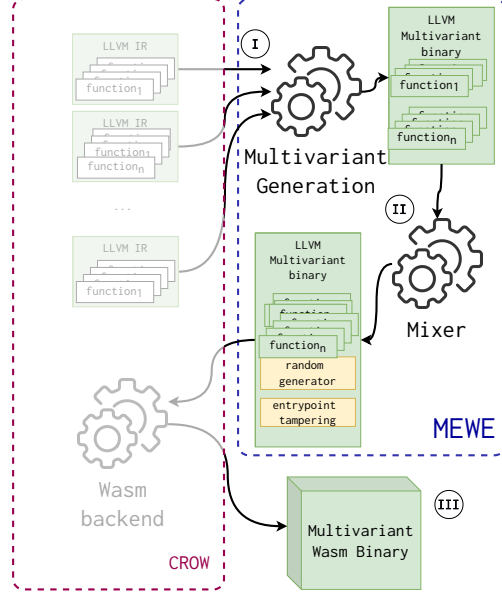 LLVM IR
function1
LLVM IR
function1
functionn
...
LLVM IR
function1
I
Multivariant
Generation
LLVM
Multivariant
binary
function1
functionn
II
Mixer
LLVM
Multivariant
binary
functionn
random
generator
entrypoint
tampering
MEWE
Wasm
backend
CROW
III
Multivariant
Wasm Binary